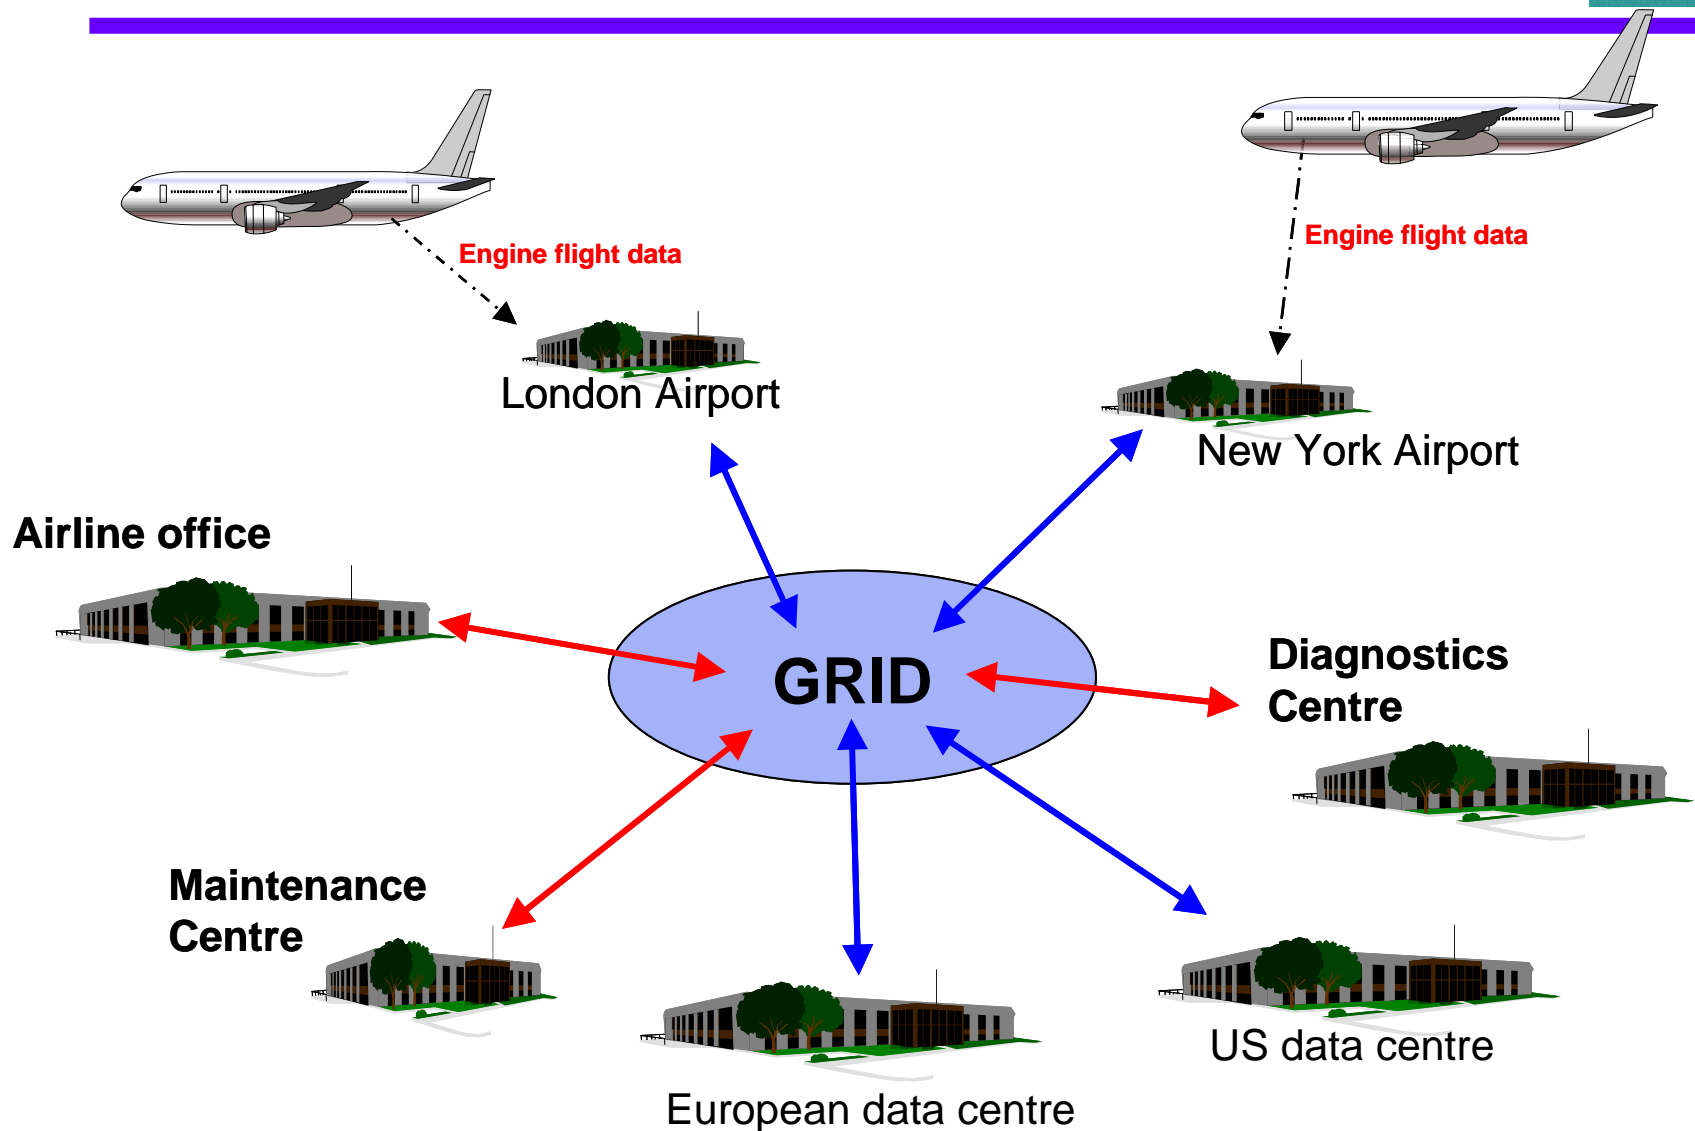 Engine flight data
Engine flight data
London Airport
New York Airport
Airline office
GRID
Diagnostics
Centre
Maintenance
Centre
US data centre
European data centre